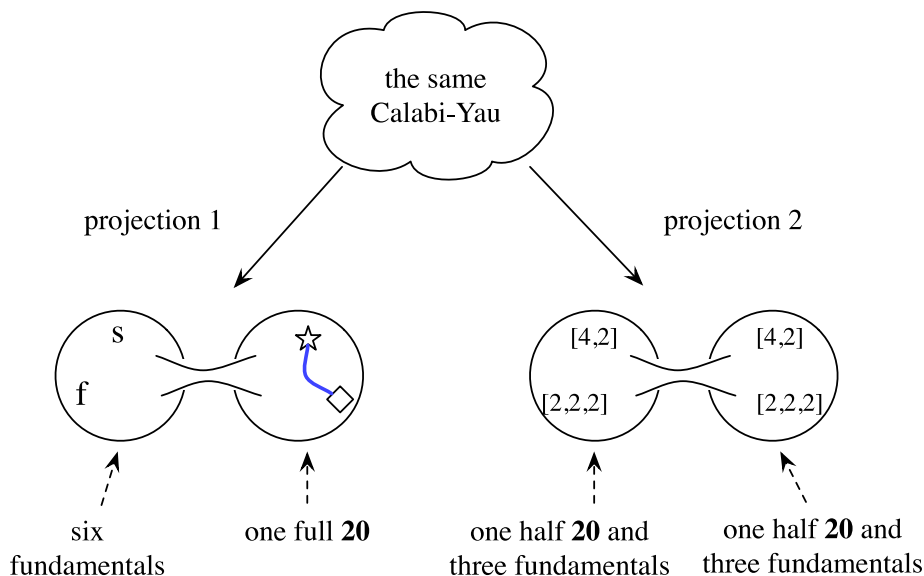 the same
Calabi-Yau
projection 1
projection 2
s
f
[4,2]
[2,2,2]
[4,2]
[2,2,2]
six
fundamentals
one full 20
one half 20 and
three fundamentals
one half 20 and
three fundamentals